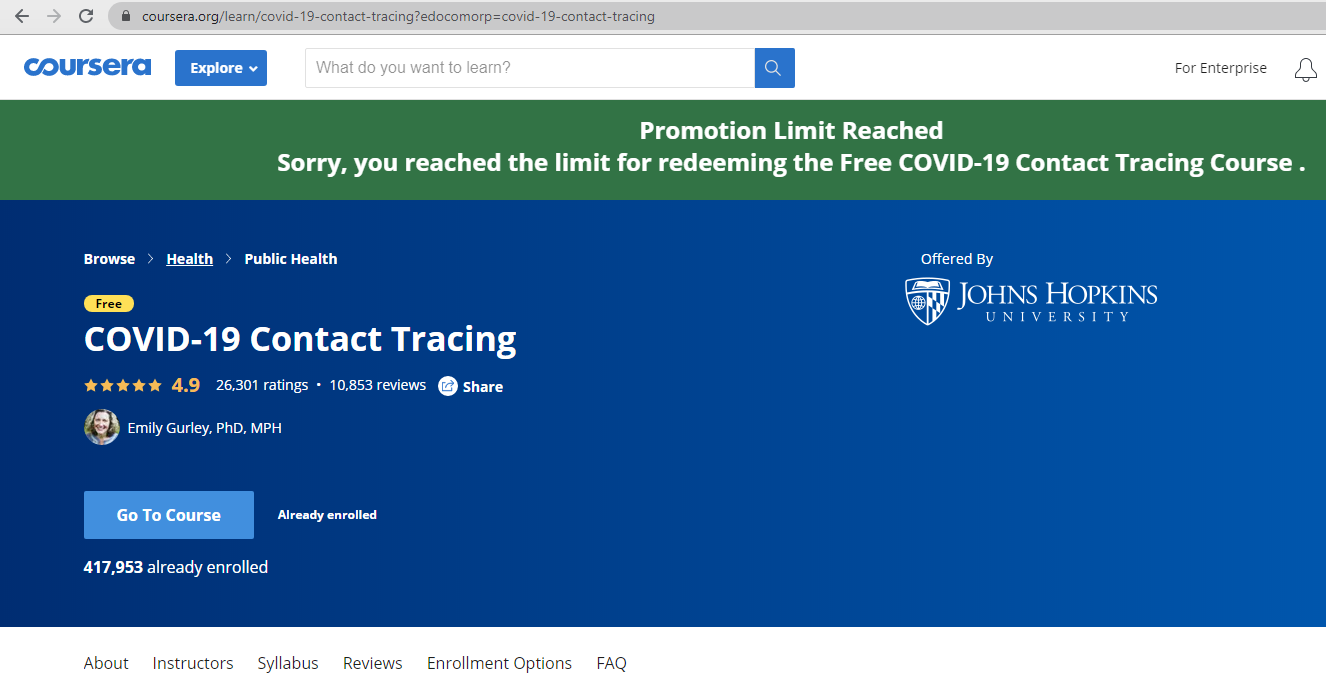 coursera.org/learn/covid-19-contact-tracing?edocomorp=covid-19-contact-tracing
coursera
Explore
What do you want to learn?
For Enterprise
Promotion Limit Reached
Sorry, you reached the limit for redeeming the Free COVID-19 Contact Tracing Course .
Browse > Health > Public Health
Offered By
Free
JOHNS HOPKINS
UNIVERSITY
COVID-19 Contact Tracing
4.9 26,301 ratings • 10,853 reviews Share
Emily Gurley, PhD, MPH
Go To Course Already enrolled
417,953 already enrolled
About Instructors Syllabus Reviews Enrollment Options FAQ